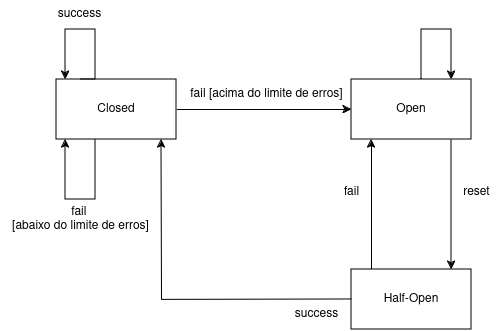 success
Closed
fail [acima do limite de erros]
Open
fail
[abaixo do limite de erros]
fail
reset
Half-Open
success